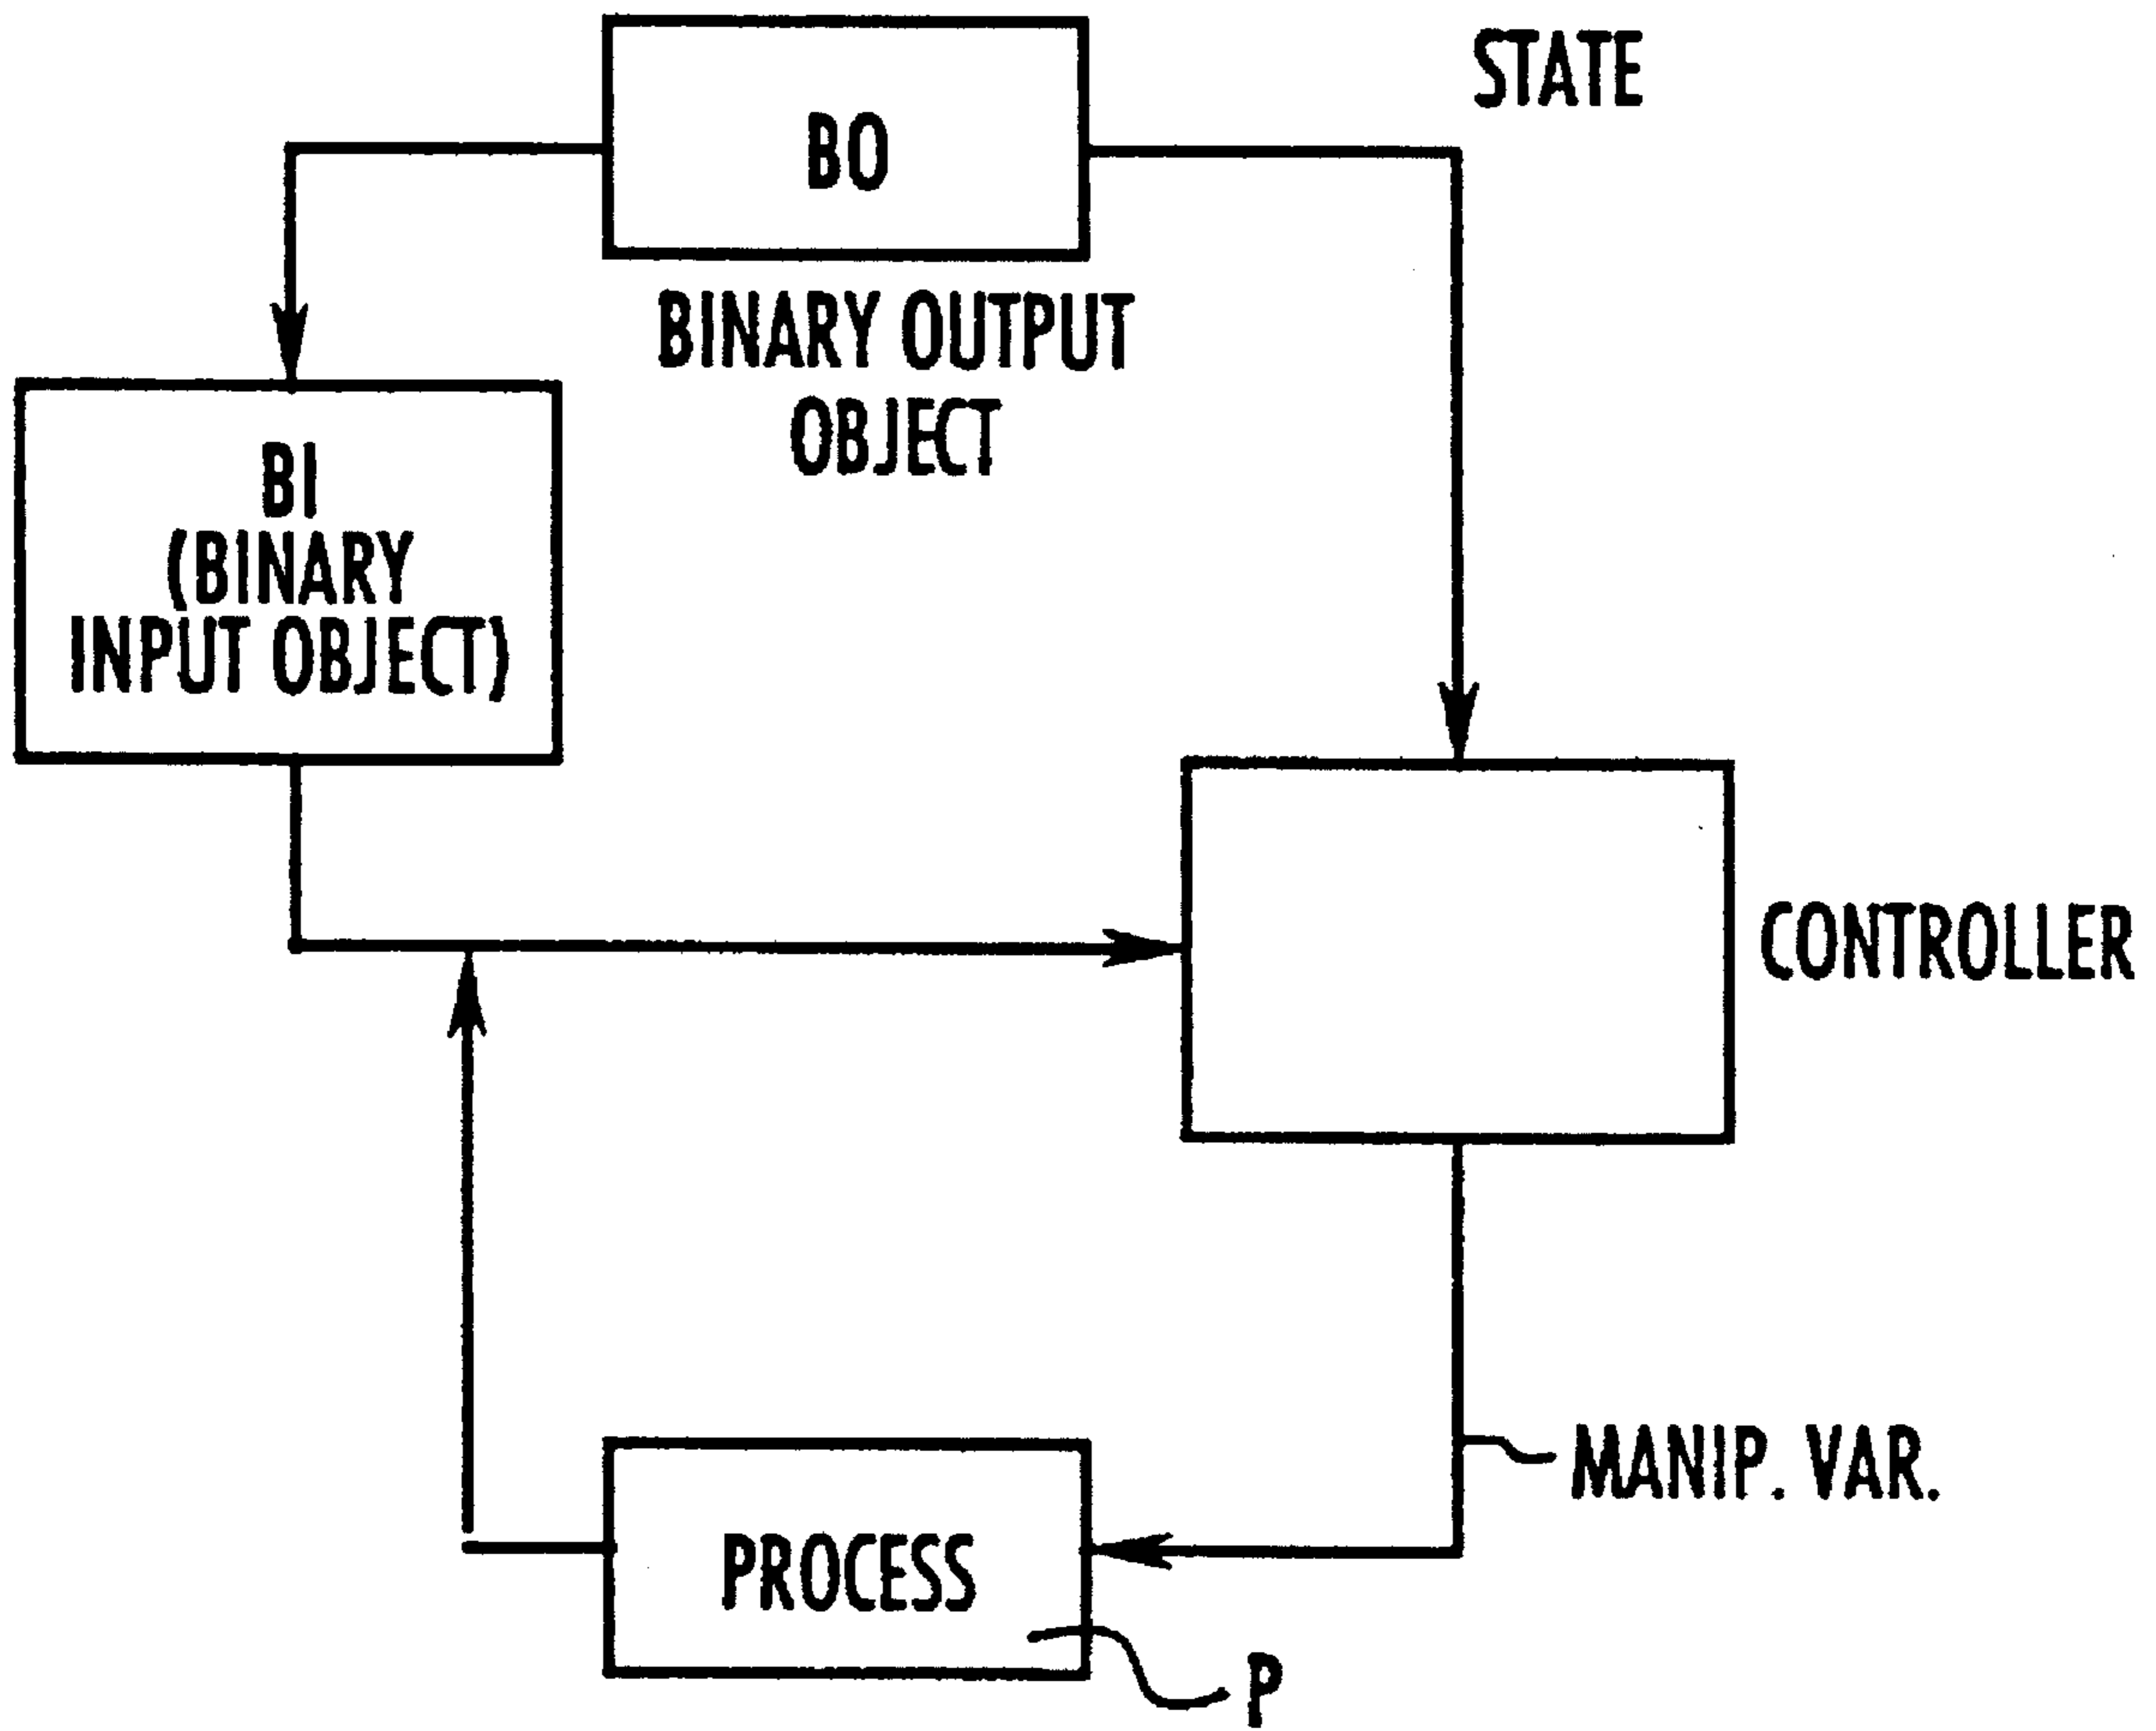 STATE
BO
BINARY OUTPUT
OBJECT
BI
(BINARY
INPUT OBJECT)
CONTROLLER
MANIP. VAR.
PROCESS
P